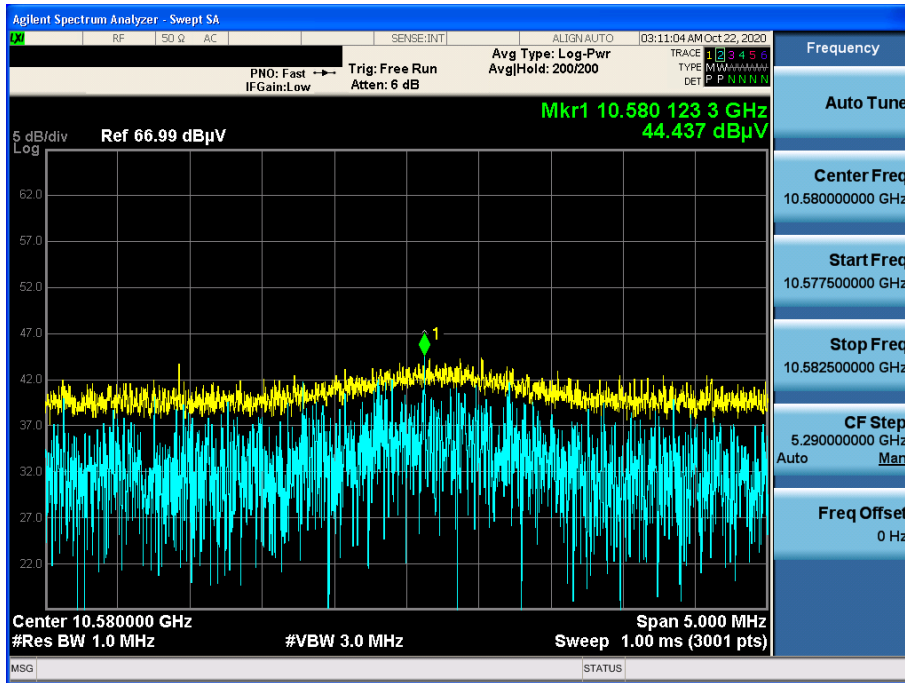 Agilent Spectrum Analyzer - Swept SA
LXI RF 50 Ω AC SENSE:INT ALIGN AUTO 03:11:04 AM Oct 22, 2020
PNO: Fast
IFGain:Low
Trig: Free Run
Atten: 6 dB
Avg Type: Log-Pwr
Avg|Hold: 200/200
TRACE 1 2 3 4 5 6
TYPE M W
DET P P N N N N
Mkr1 10.580 123 3 GHz
44.437 dBµV
5 dB/div Ref 66.99 dBµV
Log
62.0
57.0
52.0
47.0
1
42.0
37.0
32.0
27.0
22.0
Center 10.580000 GHz Span 5.000 MHz
#Res BW 1.0 MHz #VBW 3.0 MHz Sweep 1.00 ms (3001 pts)
MSG STATUS
Frequency
Auto Tune
Center Freq
10.580000000 GHz
Start Freq
10.577500000 GHz
Stop Freq
10.582500000 GHz
CF Step
5.290000000 GHz
Auto Man
Freq Offset
0 Hz